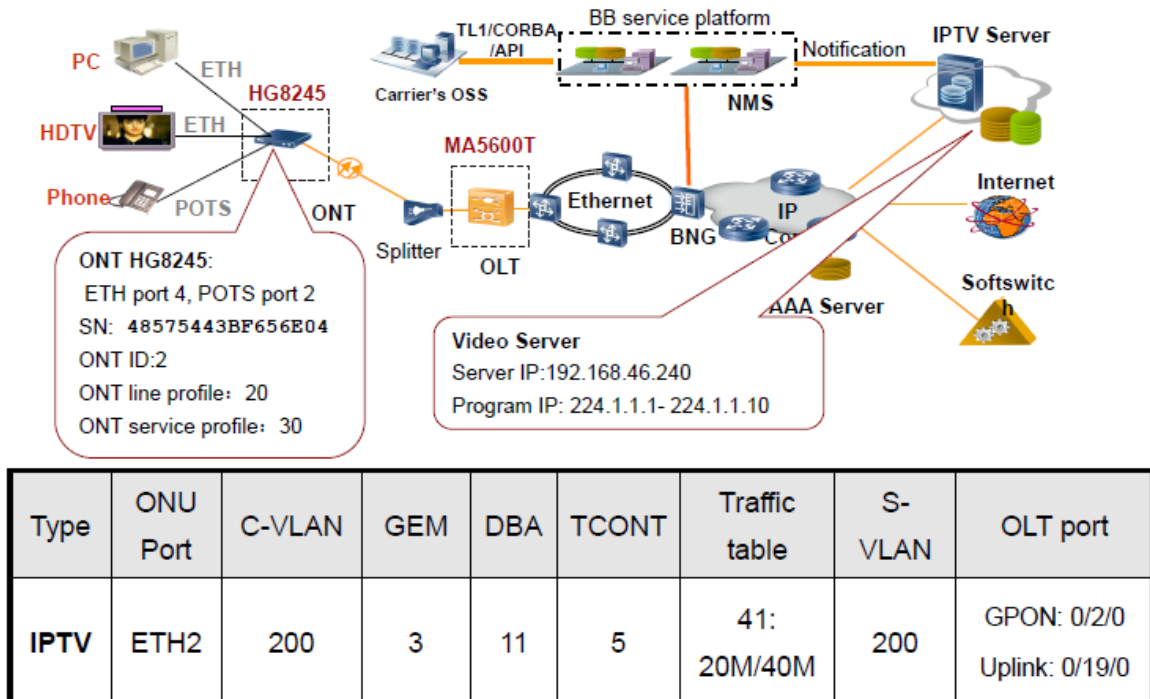 BB service platform
TL1/CORBA
/API
Notification
IPTV Server
PC
ETH
Carrier's OSS
NMS
HG8245
HDTV
ETH
MA5600T
Phone
POTS
ONT
Splitter
OLT
Ethernet
BNG
IP
Co
Internet
AAA Server
Softswitc
h
ONT HG8245:
ETH port 4, POTS port 2
SN: 48575443BF656E04
ONT ID:2
ONT line profile: 20
ONT service profile: 30
Video Server
Server IP:192.168.46.240
Program IP: 224.1.1.1- 224.1.1.10
Type
ONU
Port
C-VLAN
GEM
DBA
TCONT
Traffic
table
S-
VLAN
OLT port
IPTV
ETH2
200
3
11
5
41:
20M/40M
200
GPON: 0/2/0
Uplink: 0/19/0